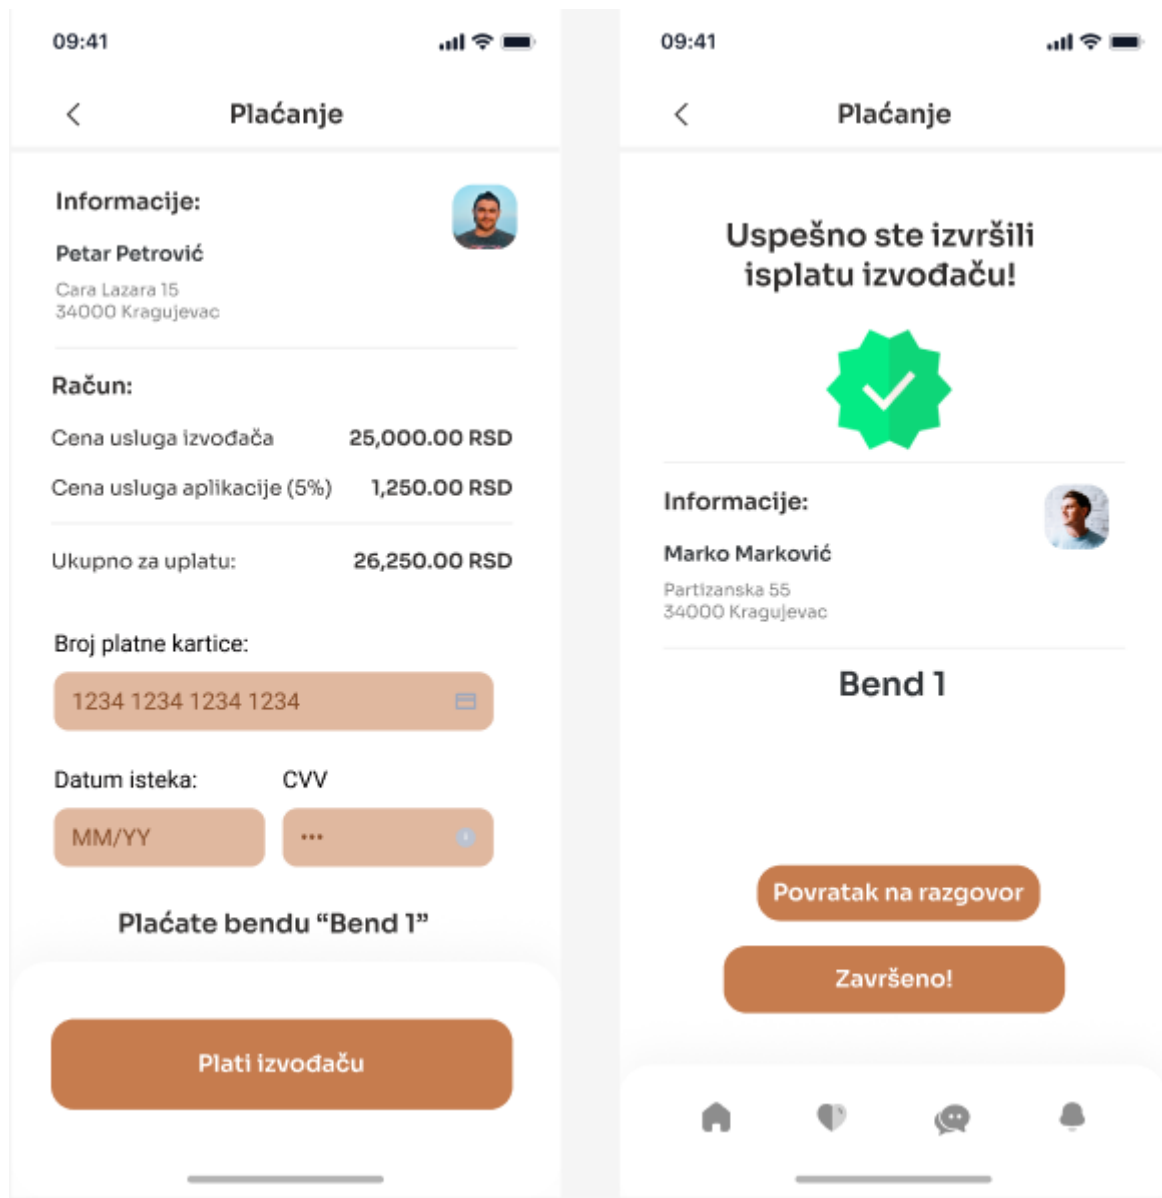 09:41
Plaćanje
Informacije:
Petar Petrović
Cara Lazara 15
34000 Kragujevac
Račun:
Cena usluga izvođača 25,000.00 RSD
Cena usluga aplikacije (5%) 1,250.00 RSD
Ukupno za uplatu: 26,250.00 RSD
Broj platne kartice:
1234 1234 1234 1234
Datum isteka: CVV
MM/YY •••
Plaćate bendu “Bend 1”
Plati izvođaču
09:41
Plaćanje
Uspešno ste izvršili
isplatu izvođaču!
Informacije:
Marko Marković
Partizanska 55
34000 Kragujevac
Bend 1
Povratak na razgovor
Završeno!